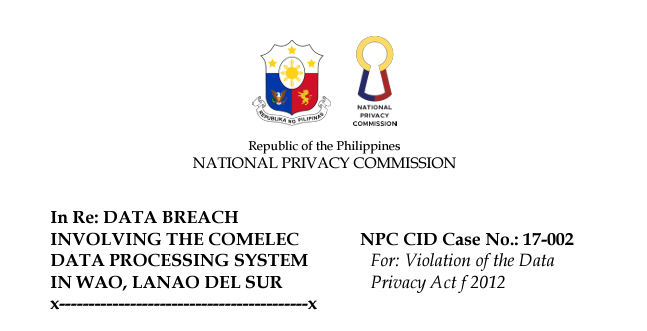 REPUBLIKA NG PILIPINAS
NATIONAL
PRIVACY
COMMISSION
Republic of the Philippines
NATIONAL PRIVACY COMMISSION
In Re: DATA BREACH
INVOLVING THE COMELEC NPC CID Case No.: 17-002
DATA PROCESSING SYSTEM For: Violation of the Data
IN WAO, LANAO DEL SUR Privacy Act f 2012
x-------------------------------------------x